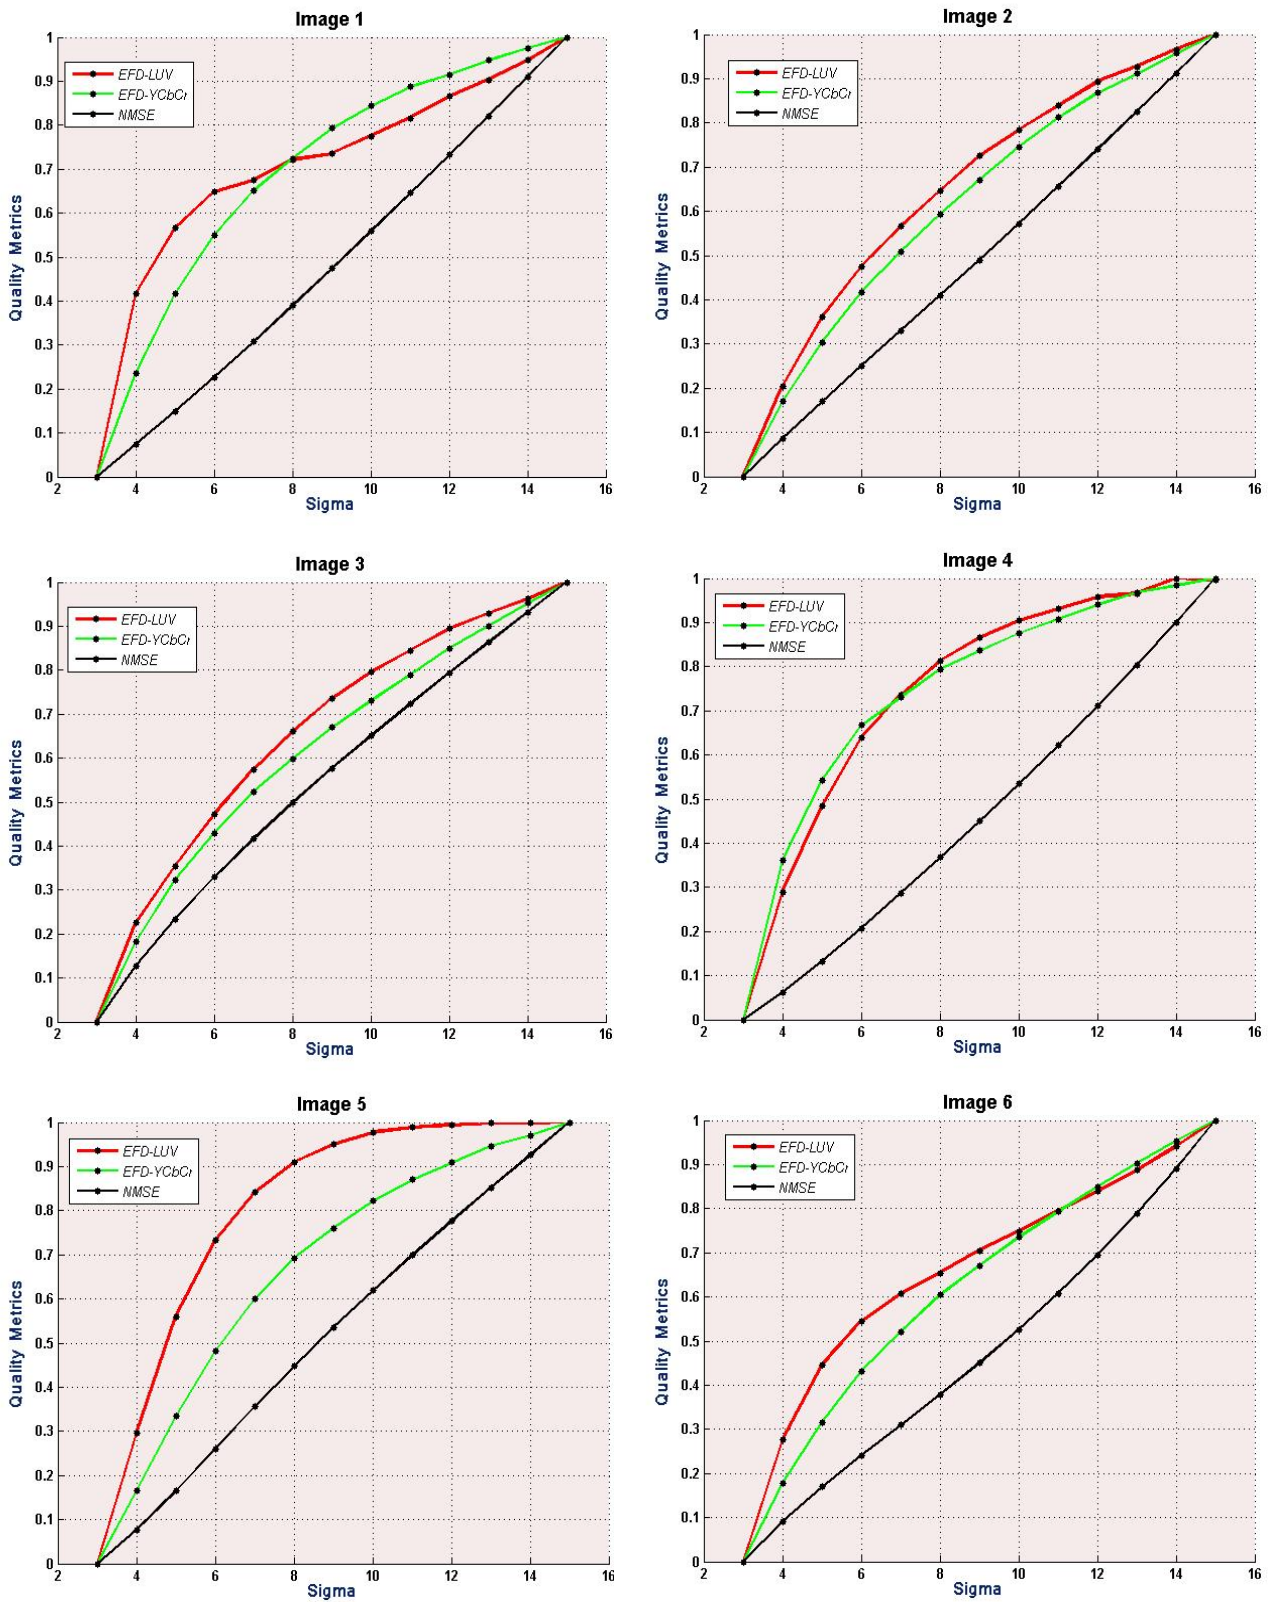 Image 1
1
0.9
0.8
0.7
0.6
0.5
0.4
0.3
0.2
0.1
0
EFD-LUV
EFD-YCbCr
NMSE
Quality Metrics
2 4 6 8 10 12 14 16
Sigma
Image 2
1
0.9
0.8
0.7
0.6
0.5
0.4
0.3
0.2
0.1
0
EFD-LUV
EFD-YCbCr
NMSE
Quality Metrics
2 4 6 8 10 12 14 16
Sigma
Image 3
1
0.9
0.8
0.7
0.6
0.5
0.4
0.3
0.2
0.1
0
EFD-LUV
EFD-YCbCr
NMSE
Quality Metrics
2 4 6 8 10 12 14 16
Sigma
Image 4
1
0.9
0.8
0.7
0.6
0.5
0.4
0.3
0.2
0.1
0
EFD-LUV
EFD-YCbCr
NMSE
Quality Metrics
2 4 6 8 10 12 14 16
Sigma
Image 5
1
0.9
0.8
0.7
0.6
0.5
0.4
0.3
0.2
0.1
0
EFD-LUV
EFD-YCbCr
NMSE
Quality Metrics
2 4 6 8 10 12 14 16
Sigma
Image 6
1
0.9
0.8
0.7
0.6
0.5
0.4
0.3
0.2
0.1
0
EFD-LUV
EFD-YCbCr
NMSE
Quality Metrics
2 4 6 8 10 12 14 16
Sigma